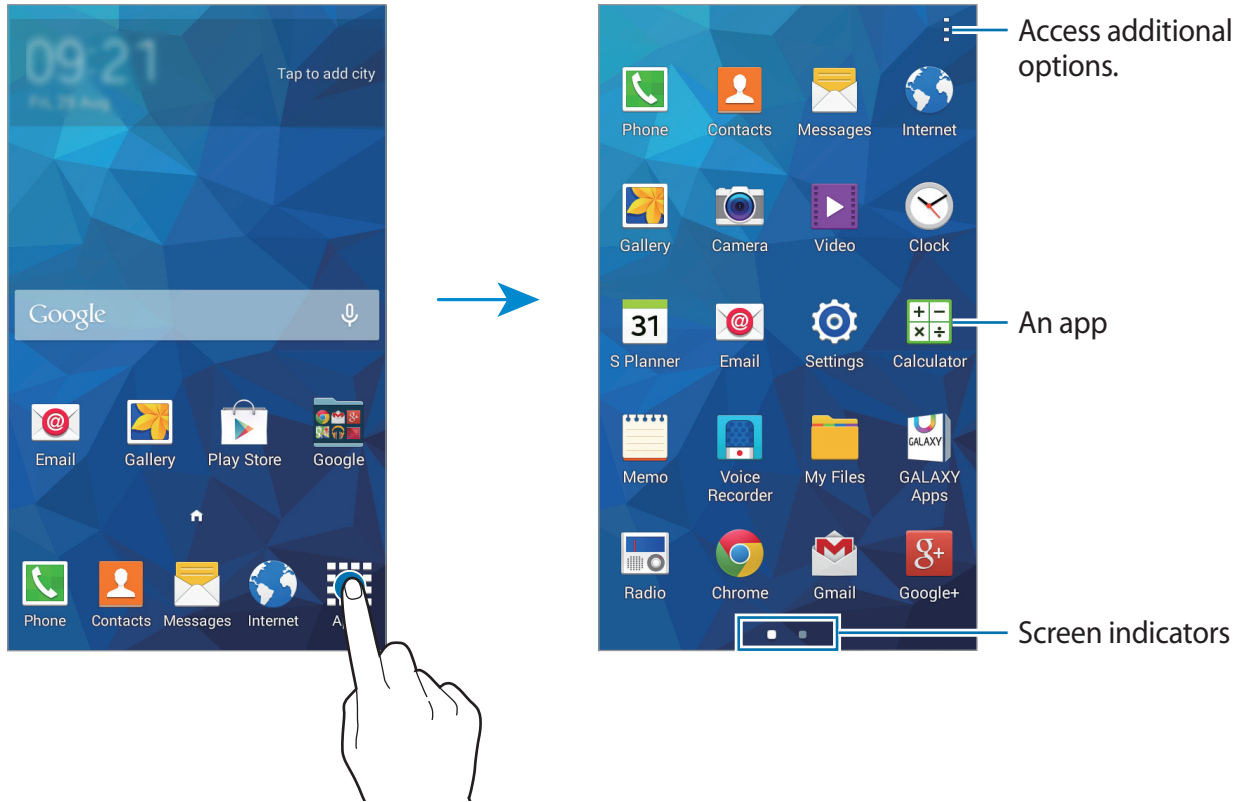 09:21
Fri, 29 Aug
Tap to add city
Google
Email Gallery Play Store Google
Phone Contacts Messages Internet
Access additional
options.
Phone Contacts Messages Internet
Gallery Camera Video Clock
31
S Planner Email Settings Calculator
An app
GALAXY
Memo Voice
Recorder My Files GALAXY
Apps
Radio Chrome Gmail Google+
Screen indicators